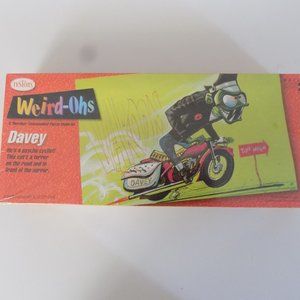 TESTORS
Weird-Ohs
Davey
He's a psycho cyclist!
This cat's a terror
on the road and in
front of the mirror.
VAROOM
DAVEY